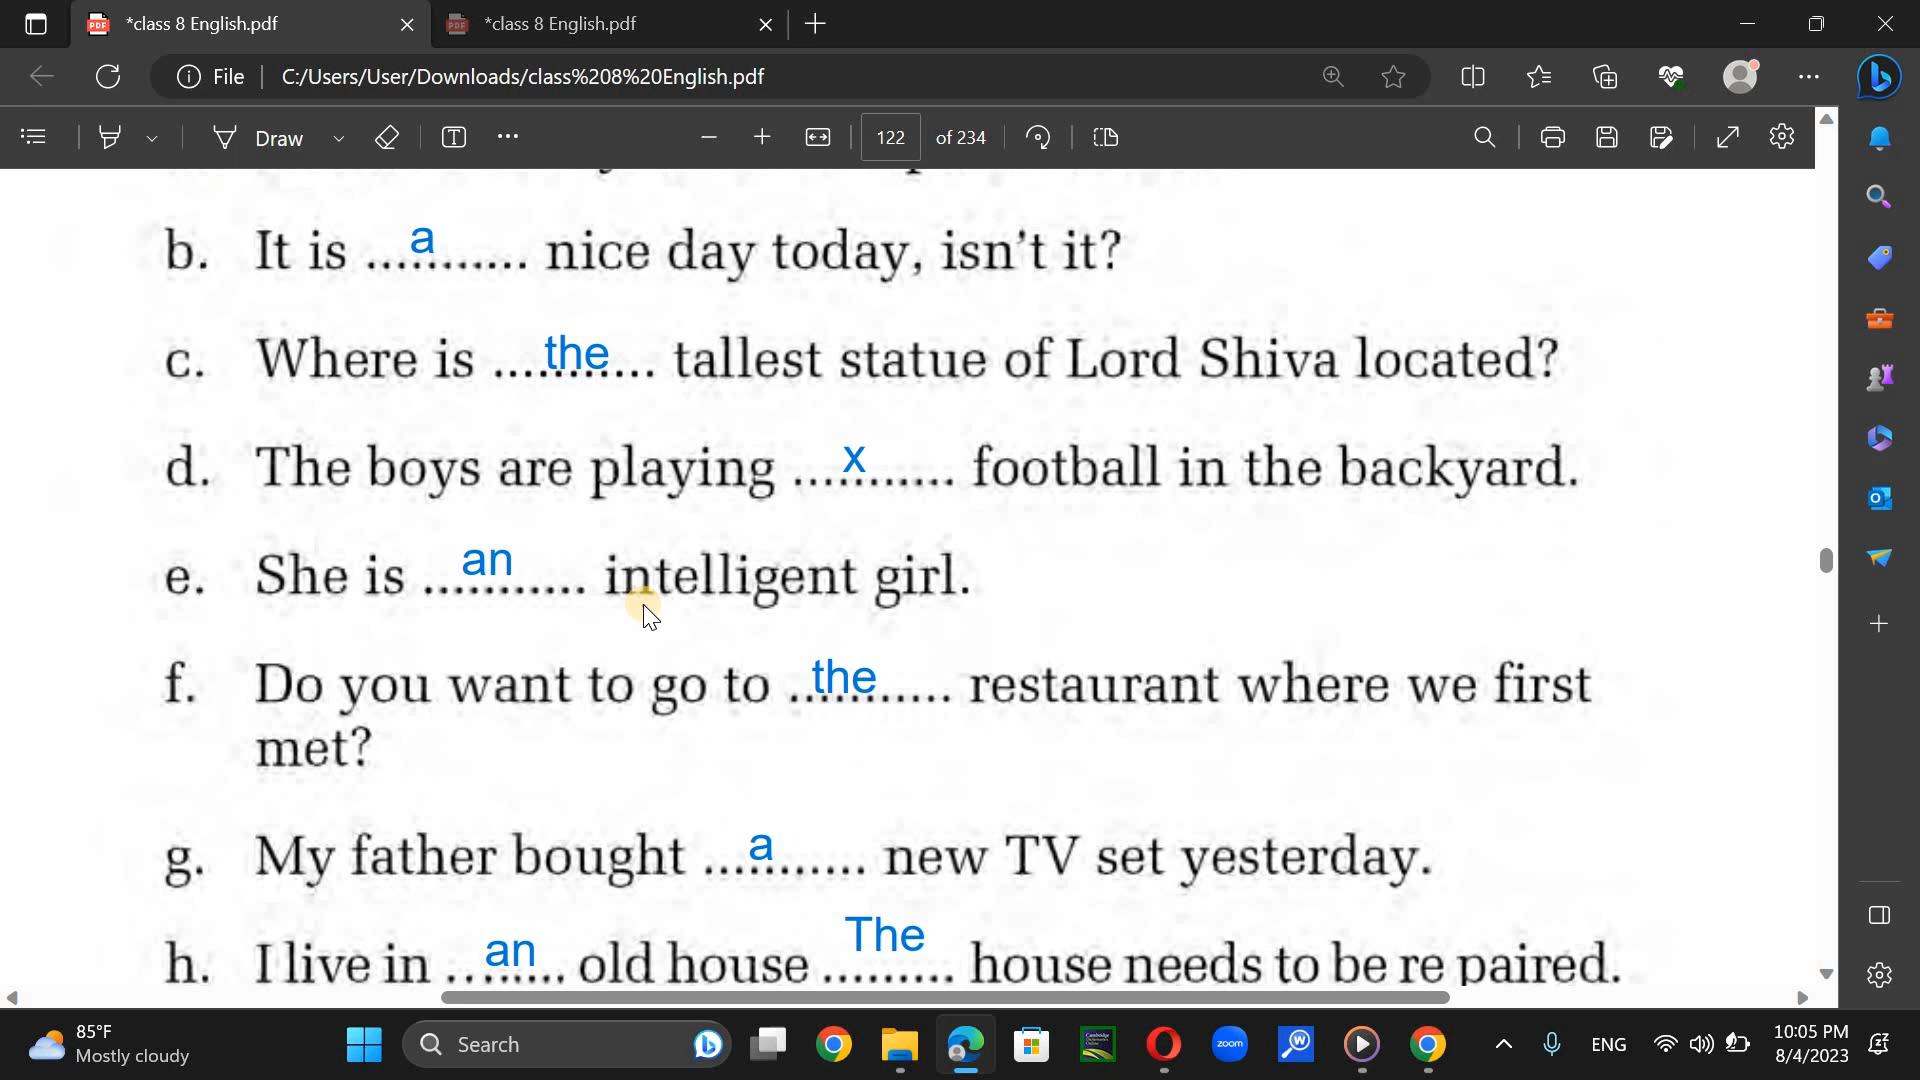 *class 8 English.pdf
*class 8 English.pdf
File
C:/Users/User/Downloads/class%208%20English.pdf
Draw
122 of 234
b. It is ....a....... nice day today, isn't it?
c. Where is ....the....... tallest statue of Lord Shiva located?
d. The boys are playing ....x....... football in the backyard.
e. She is ....an....... intelligent girl.
f. Do you want to go to ..the......... restaurant where we first
met?
g. My father bought ....a....... new TV set yesterday.
h. I live in ...an..... old house ..The....... house needs to be re paired.
85°F
Mostly cloudy
Search
zoom
W
ENG
10:05 PM
8/4/2023